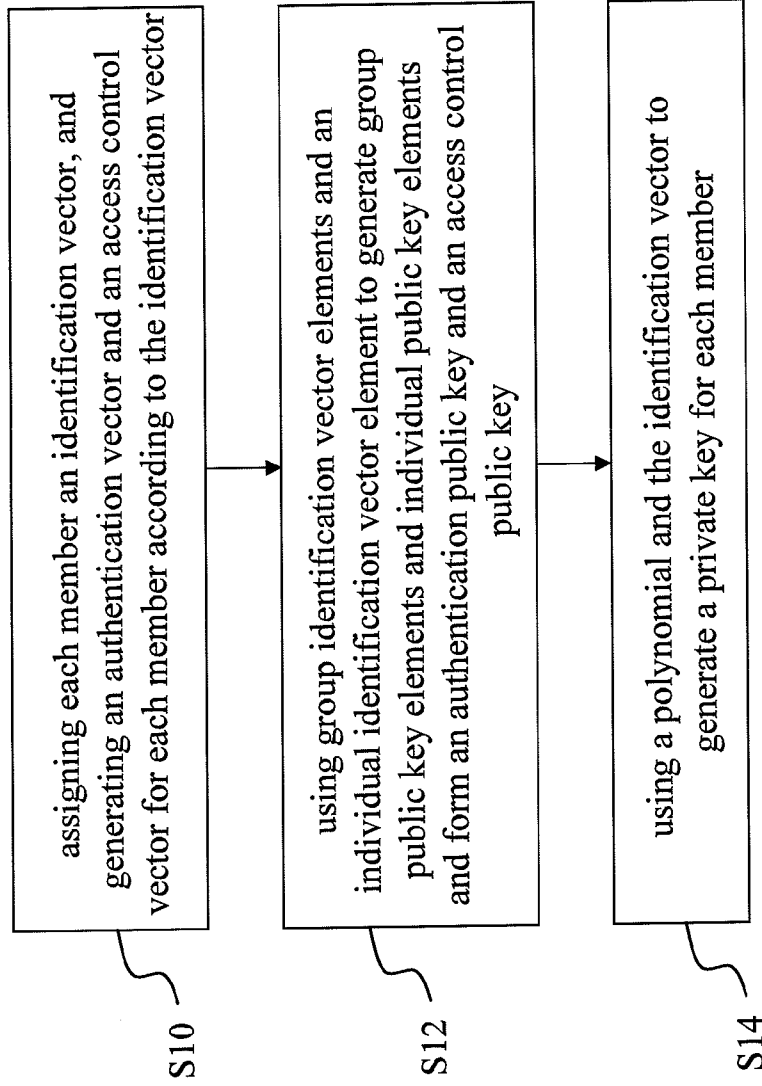 assigning each member an identification vector, and
generating an authentication vector and an access control
vector for each member according to the identification vector
S10
using group identification vector elements and an
individual identification vector element to generate group
public key elements and individual public key elements
and form an authentication public key and an access control
public key
S12
using a polynomial and the identification vector to
generate a private key for each member
S14